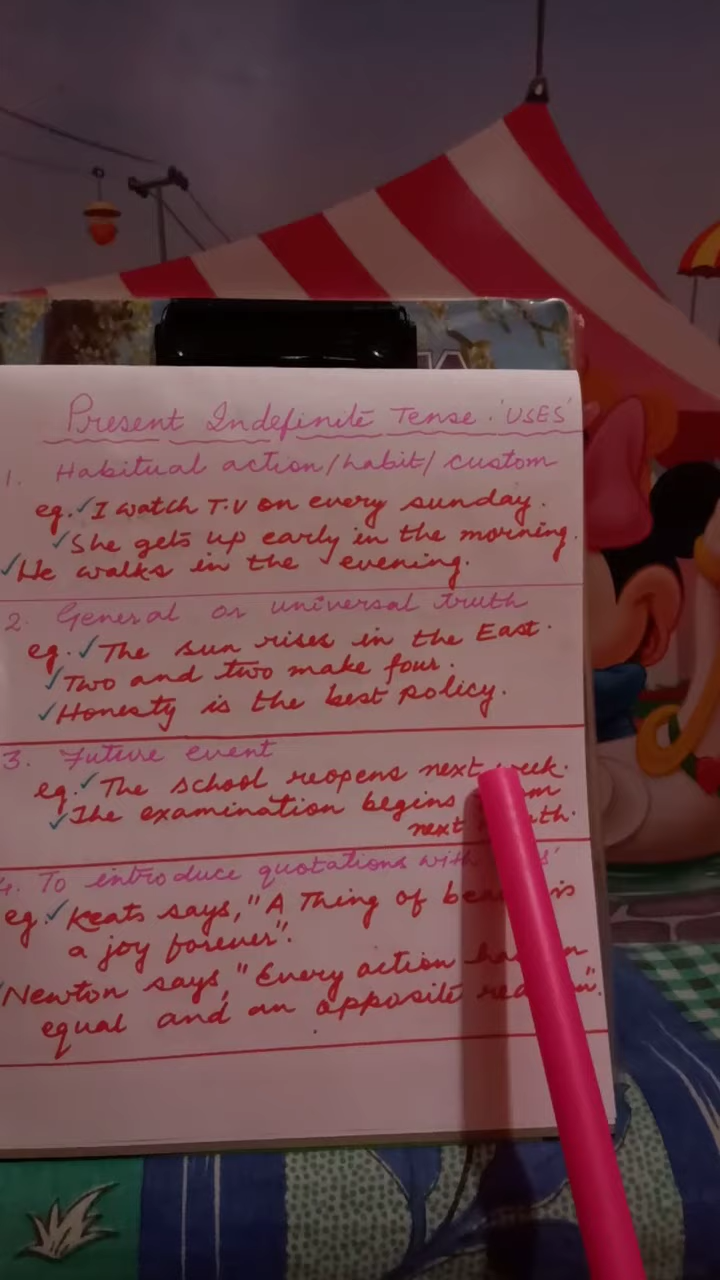 Present Indefinite Tense. 'USES'
1. Habitual action/habit/custom
eg. ✓I watch T.V on every sunday.
✓She gets up early in the morning.
✓He walks in the evening.
2. General or universal truth
eg. ✓The sun rises in the East.
✓Two and two make four.
✓Honesty is the best policy.
3. Future event
eg. ✓The school reopens next week.
✓The examination begins
next
4. To introduce quotations with
eg. ✓Keats says, "A Thing of is
a joy forever".
Newton says, "Every action
equal and an opposite